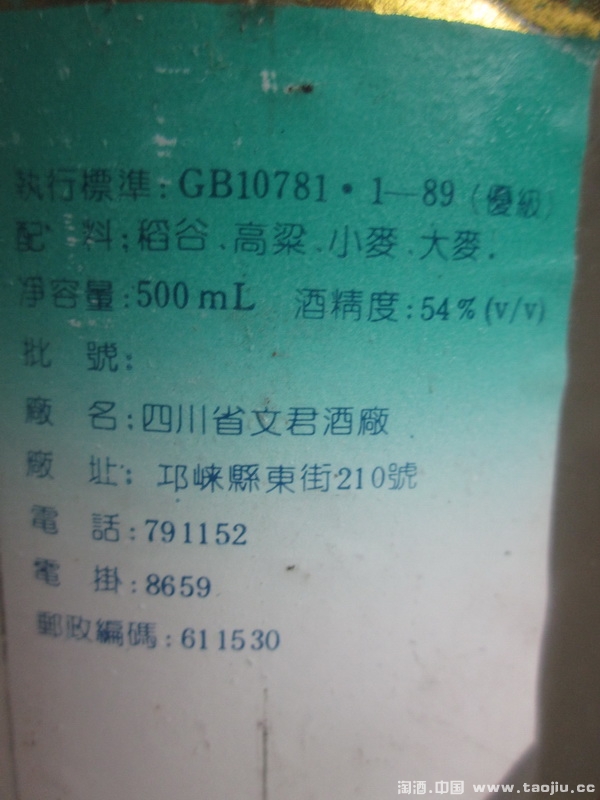 執行標準:GB10781·1—89(優級)
配 料:稻谷、高粱、小麥、大麥.
淨容量:500mL 酒精度:54%(v/v)
批 號:
廠 名:四川省文君酒廠
廠 址:邛崍縣東街210號
電 話:791152
電 掛:8659
郵政編碼:611530
淘酒.中国 www.taojiu.cc